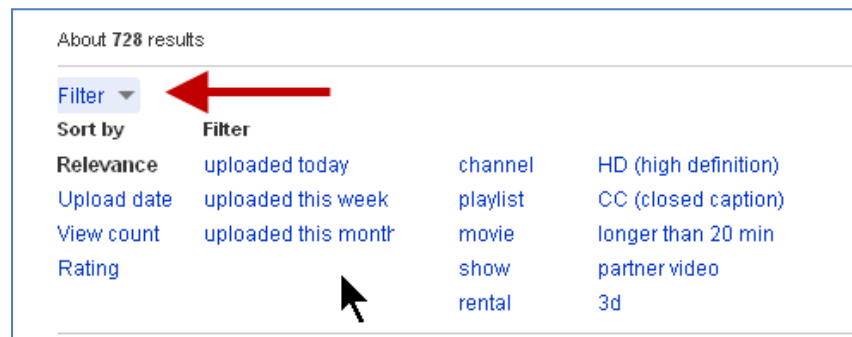 About 728 results
Filter
Sort by Filter
Relevance uploaded today channel HD (high definition)
Upload date uploaded this week playlist CC (closed caption)
View count uploaded this month movie longer than 20 min
Rating show partner video
rental 3d